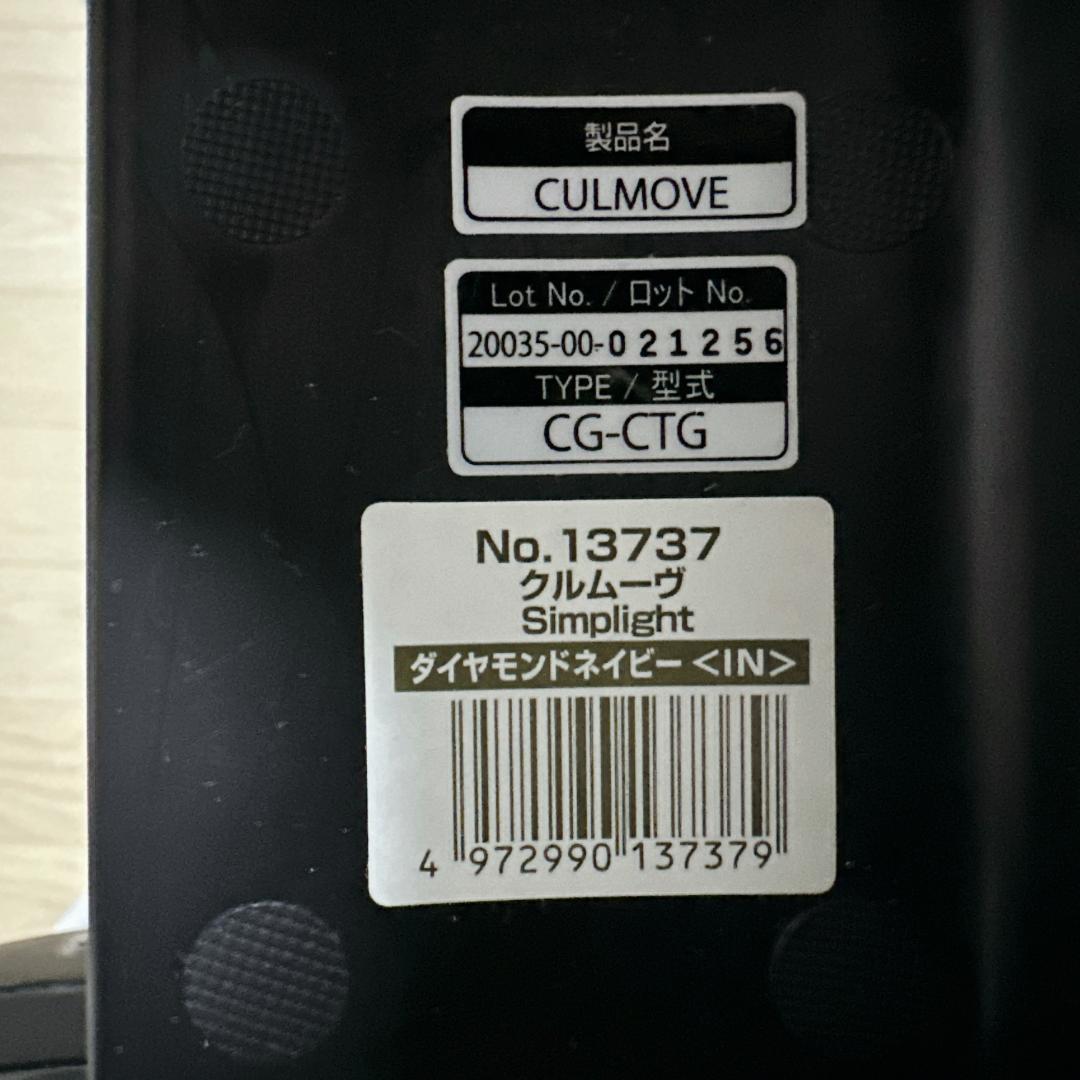 製品名
CULMOVE
Lot No. / ロット No.
20035-00-021256
TYPE / 型式
CG-CTG
No.13737
クルムーヴ
Simplight
ダイヤモンドネイビー<IN>
4 972990 137379